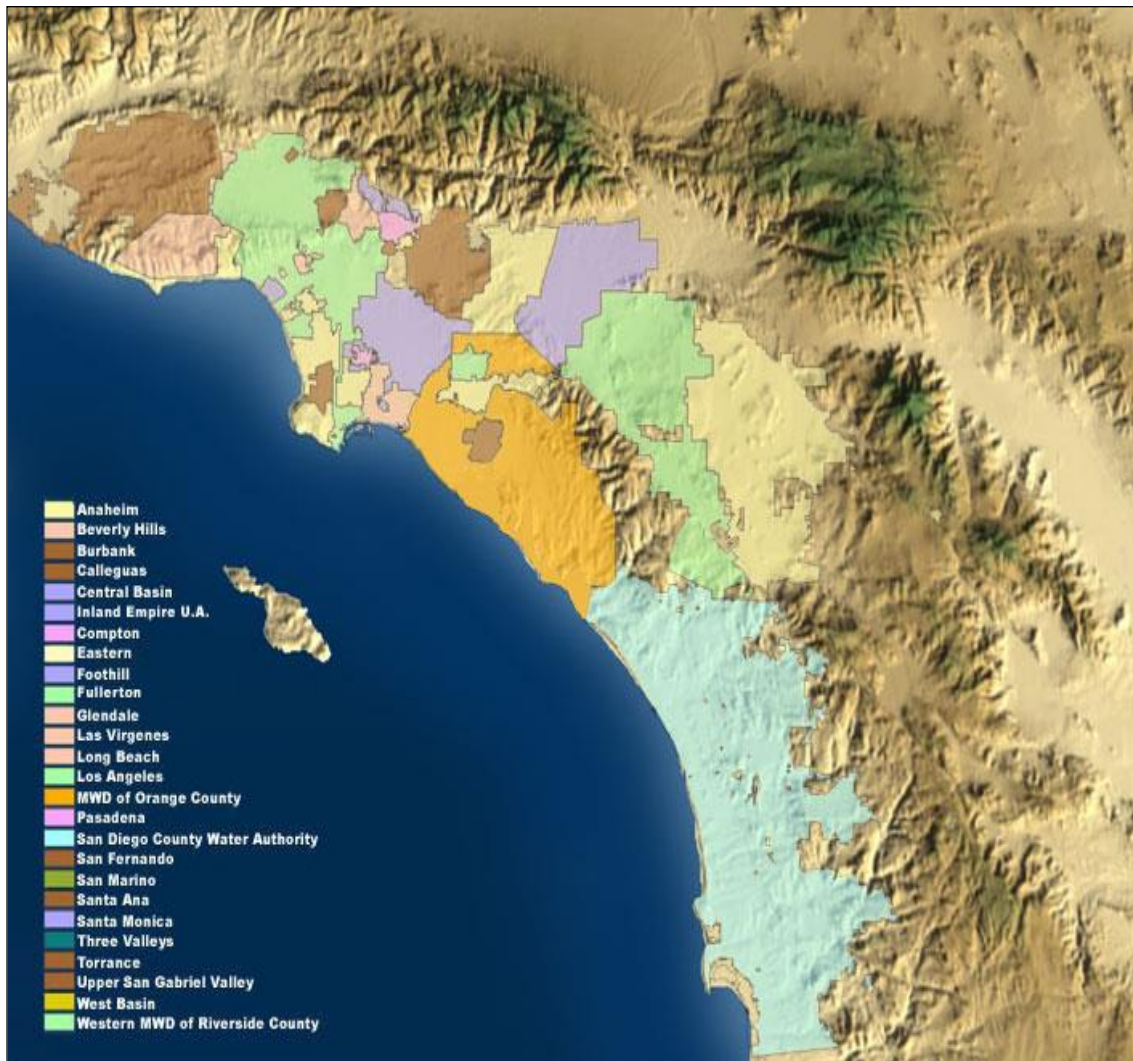 Anaheim
Beverly Hills
Burbank
Calleguas
Central Basin
Inland Empire U.A.
Compton
Eastern
Foothill
Fullerton
Glendale
Las Virgenes
Long Beach
Los Angeles
MWD of Orange County
Pasadena
San Diego County Water Authority
San Fernando
San Marino
Santa Ana
Santa Monica
Three Valleys
Torrance
Upper San Gabriel Valley
West Basin
Western MWD of Riverside County